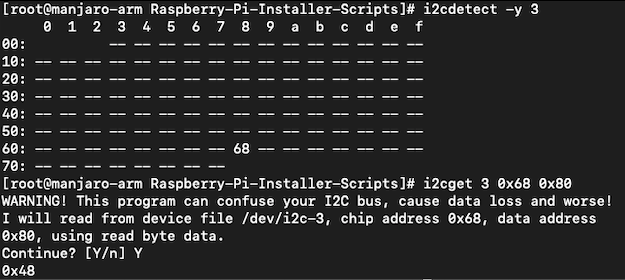 [root@manjaro-arm Raspberry-Pi-Installer-Scripts]# i2cdetect -y 3
     0  1  2  3  4  5  6  7  8  9  a  b  c  d  e  f
00:          -- -- -- -- -- -- -- -- -- -- -- -- --
10: -- -- -- -- -- -- -- -- -- -- -- -- -- -- -- --
20: -- -- -- -- -- -- -- -- -- -- -- -- -- -- -- --
30: -- -- -- -- -- -- -- -- -- -- -- -- -- -- -- --
40: -- -- -- -- -- -- -- -- -- -- -- -- -- -- -- --
50: -- -- -- -- -- -- -- -- -- -- -- -- -- -- -- --
60: -- -- -- -- -- -- -- -- 68 -- -- -- -- -- -- --
70: -- -- -- -- -- -- -- --
[root@manjaro-arm Raspberry-Pi-Installer-Scripts]# i2cget 3 0x68 0x80
WARNING! This program can confuse your I2C bus, cause data loss and worse!
I will read from device file /dev/i2c-3, chip address 0x68, data address
0x80, using read byte data.
Continue? [Y/n] Y
0x48